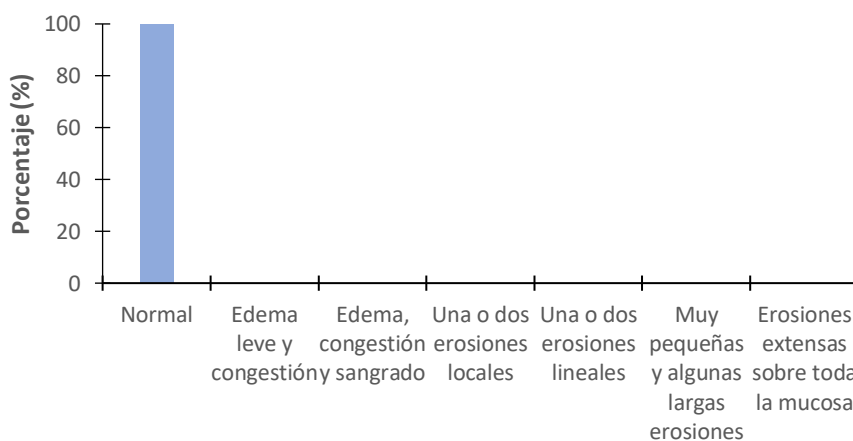 Porcentaje (%)
100
80
60
40
20
0
Normal
Edema
leve y
congestión
Edema,
congestión
y sangrado
Una o dos
erosiones
locales
Una o dos
erosiones
lineales
Muy
pequeñas
y algunas
largas
erosiones
Erosiones
extensas
sobre toda
la mucosa